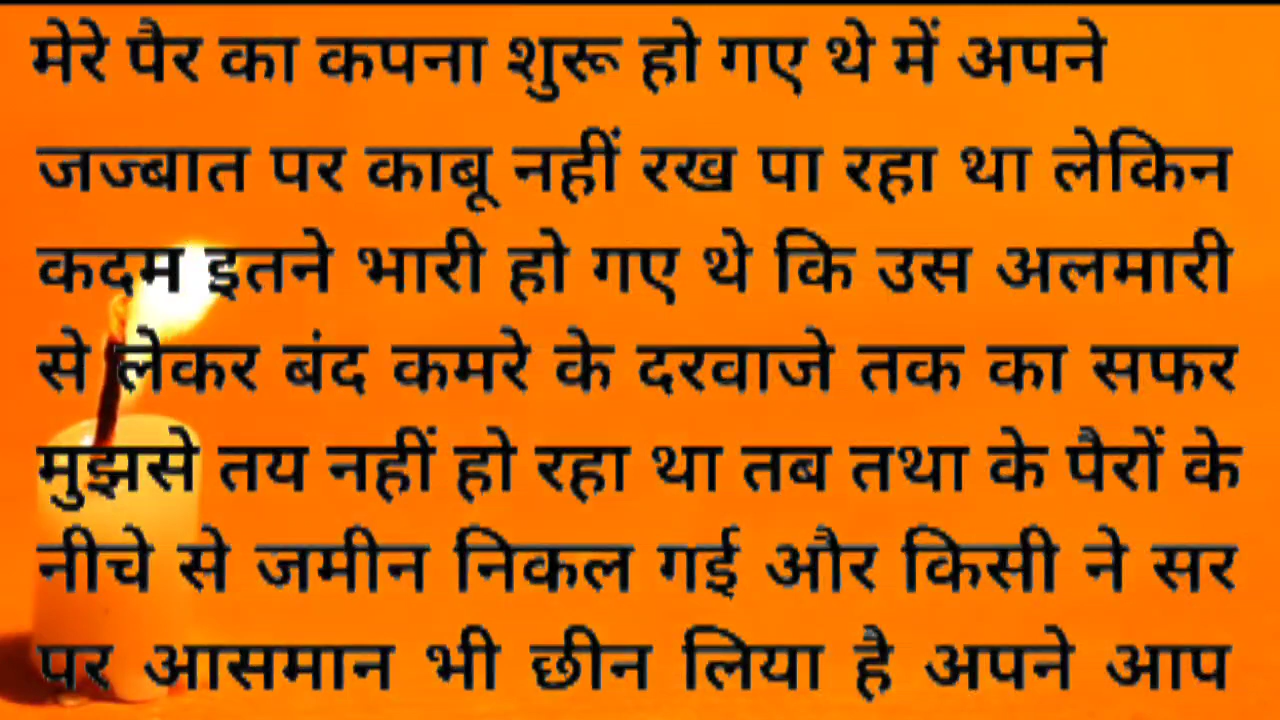 मेरे पैर का कपना शुरू हो गए थे में अपने
जज्बात पर काबू नहीं रख पा रहा था लेकिन
कदम इतने भारी हो गए थे कि उस अलमारी
से लेकर बंद कमरे के दरवाजे तक का सफर
मुझसे तय नहीं हो रहा था तब तथा के पैरों के
नीचे से जमीन निकल गई और किसी ने सर
पर आसमान भी छीन लिया है अपने आप